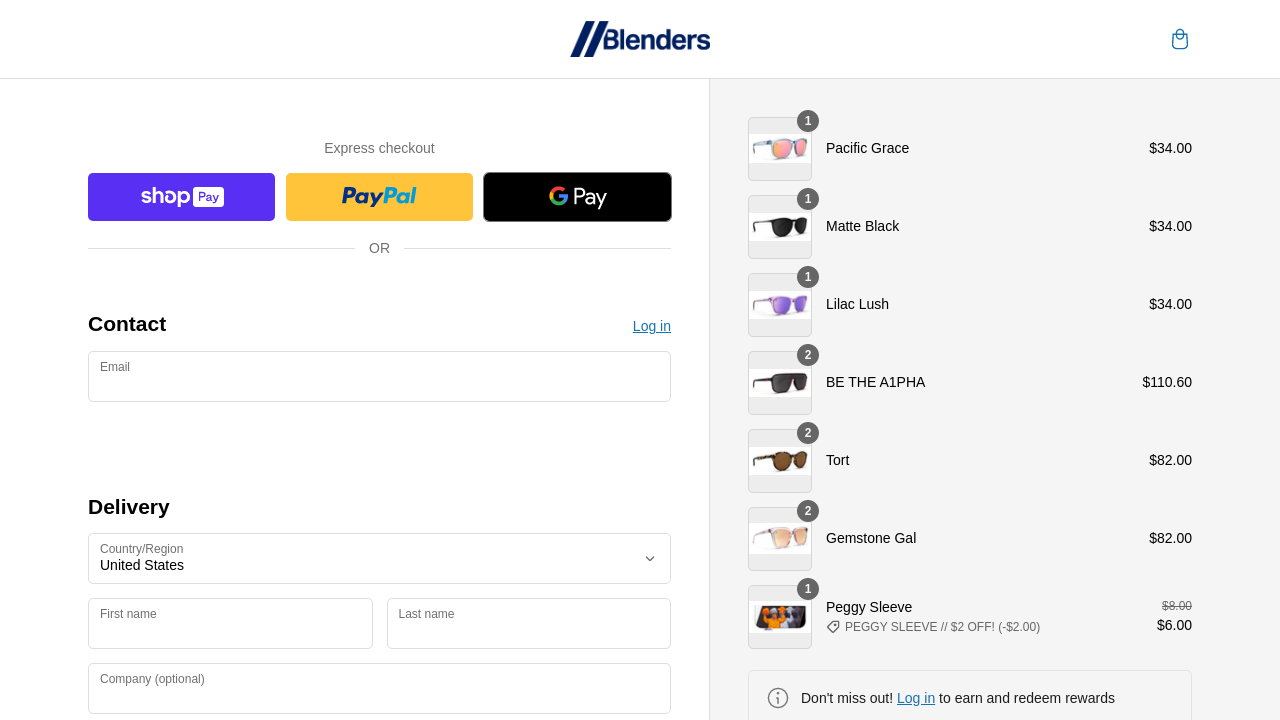 Blenders
Express checkout
shop Pay
PayPal
G Pay
OR
Contact
Log in
Email
Delivery
Country/Region
United States
First name
Last name
Company (optional)
1
Pacific Grace
$34.00
1
Matte Black
$34.00
1
Lilac Lush
$34.00
2
BE THE A1PHA
$110.60
2
Tort
$82.00
2
Gemstone Gal
$82.00
1
Peggy Sleeve
$8.00
PEGGY SLEEVE // $2 OFF! (-$2.00)
$6.00
Don't miss out! Log in to earn and redeem rewards